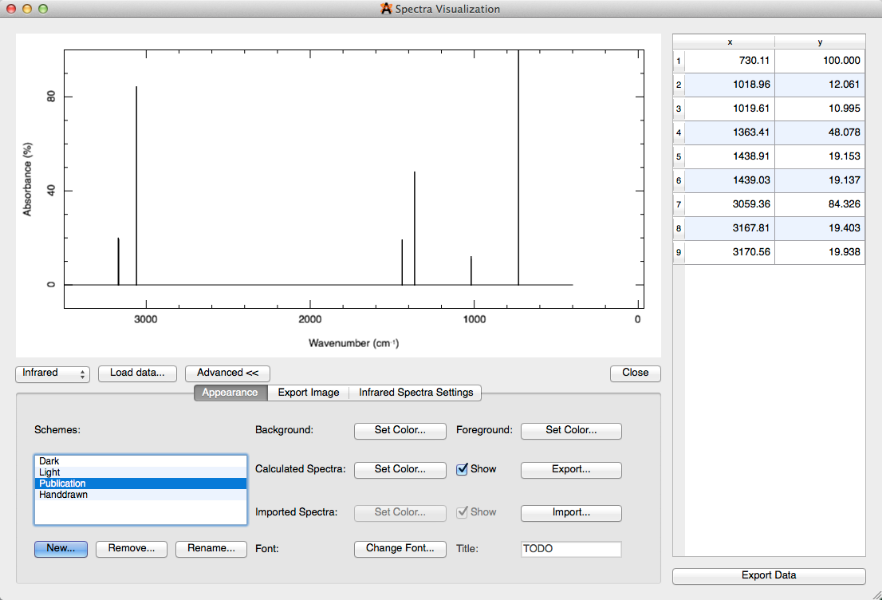 Spectra Visualization
Absorbance (%)
80
40
0
3000 2000 1000 0
Wavenumber (cm⁻¹)
x y
1 730.11 100.000
2 1018.96 12.061
3 1019.61 10.995
4 1363.41 48.078
5 1438.91 19.153
6 1439.03 19.137
7 3059.36 84.326
8 3167.81 19.403
9 3170.56 19.938
Infrared Load data... Advanced << Close
Appearance Export Image Infrared Spectra Settings
Schemes: Background: Set Color... Foreground: Set Color...
Dark
Light
Publication
Handdrawn
Calculated Spectra: Set Color... Show Export...
Imported Spectra: Set Color... Show Import...
New... Remove... Rename... Font: Change Font... Title: TODO
Export Data